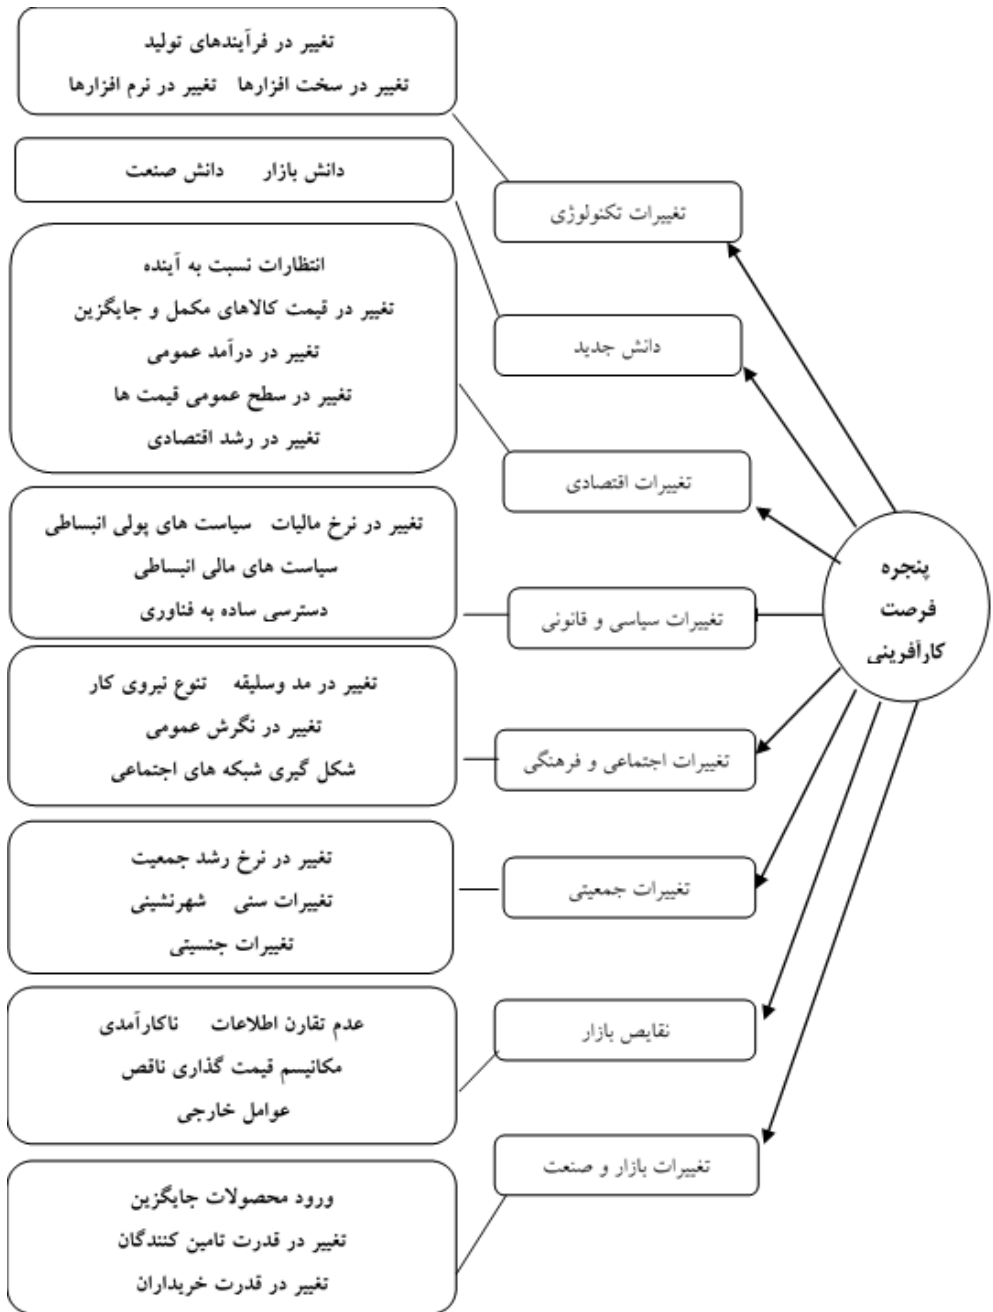 تغییر در فرآیندهای تولید
تغییر در سخت افزارها تغییر در نرم افزارها
دانش بازار دانش صنعت
تغییرات تکنولوژی
انتظارات نسبت به آینده
تغییر در قیمت کالاهای مکمل و جایگزین
تغییر در درآمد عمومی
تغییر در سطح عمومی قیمت ها
تغییر در رشد اقتصادی
دانش جدید
تغییرات اقتصادی
تغییر در نرخ مالیات سیاست های پولی انبساطی
سیاست های مالی انبساطی
دسترسی ساده به فناوری
تغییرات سیاسی و قانونی
پنجره
فرصت
کارآفرینی
تغییر در مد وسلیقه تنوع نیروی کار
تغییر در نگرش عمومی
شکل گیری شبکه های اجتماعی
تغییرات اجتماعی و فرهنگی
تغییر در نرخ رشد جمعیت
تغییرات سنی شهرنشینی
تغییرات جنسیتی
تغییرات جمعیتی
عدم تقارن اطلاعات ناکارآمدی
مکانیسم قیمت گذاری ناقص
عوامل خارجی
نقایص بازار
تغییرات بازار و صنعت
ورود محصولات جایگزین
تغییر در قدرت تامین کنندگان
تغییر در قدرت خریداران